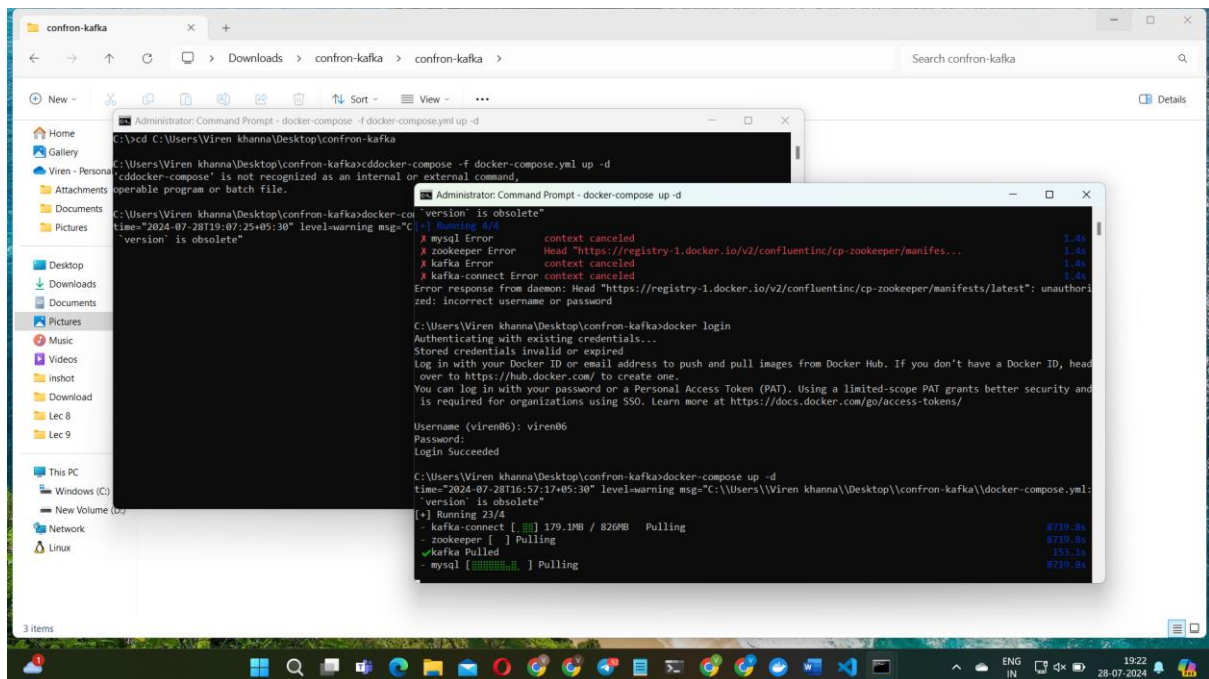 confron-kafka
Downloads > confron-kafka > confron-kafka >
Search confron-kafka
New
Sort
View
Details
Home
Gallery
Viren - Persona
Attachments
Documents
Pictures
Desktop
Downloads
Documents
Pictures
Music
Videos
inshot
Download
Lec 8
Lec 9
This PC
Windows (C:)
New Volume (D:)
Network
Linux
3 items
Administrator: Command Prompt - docker-compose -f docker-compose.yml up -d
C:\>cd C:\Users\Viren khanna\Desktop\confron-kafka
C:\Users\Viren khanna\Desktop\confron-kafka>cddocker-compose -f docker-compose.yml up -d
'cddocker-compose' is not recognized as an internal or external command,
operable program or batch file.
C:\Users\Viren khanna\Desktop\confron-kafka>docker-co
time="2024-07-28T19:07:25+05:30" level=warning msg="C
`version` is obsolete"
Administrator: Command Prompt - docker-compose up -d
`version` is obsolete"
[+] Running 4/4
✘ mysql Error context canceled 1.4s
✘ zookeeper Error Head "https://registry-1.docker.io/v2/confluentinc/cp-zookeeper/manifes... 1.4s
✘ kafka Error context canceled 1.4s
✘ kafka-connect Error context canceled 1.4s
Error response from daemon: Head "https://registry-1.docker.io/v2/confluentinc/cp-zookeeper/manifests/latest": unauthori
zed: incorrect username or password
C:\Users\Viren khanna\Desktop\confron-kafka>docker login
Authenticating with existing credentials...
Stored credentials invalid or expired
Log in with your Docker ID or email address to push and pull images from Docker Hub. If you don't have a Docker ID, head
over to https://hub.docker.com/ to create one.
You can log in with your password or a Personal Access Token (PAT). Using a limited-scope PAT grants better security and
is required for organizations using SSO. Learn more at https://docs.docker.com/go/access-tokens/
Username (viren06): viren06
Password:
Login Succeeded
C:\Users\Viren khanna\Desktop\confron-kafka>docker-compose up -d
time="2024-07-28T16:57:17+05:30" level=warning msg="C:\\Users\\Viren khanna\\Desktop\\confron-kafka\\docker-compose.yml:
`version` is obsolete"
[+] Running 23/4
- kafka-connect [ ⣿⣿] 179.1MB / 826MB Pulling 8719.8s
- zookeeper [ ] Pulling 8719.8s
✔kafka Pulled 153.1s
- mysql [⣿⣿⣿⣿⣿⣿⣤⣿⡀ ] Pulling 8719.8s
ENG
IN
19:22
28-07-2024